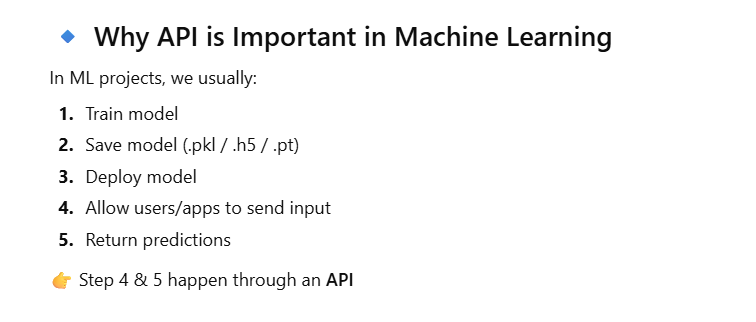 🔹 Why API is Important in Machine Learning
In ML projects, we usually:
1. Train model
2. Save model (.pkl / .h5 / .pt)
3. Deploy model
4. Allow users/apps to send input
5. Return predictions
👉 Step 4 & 5 happen through an API